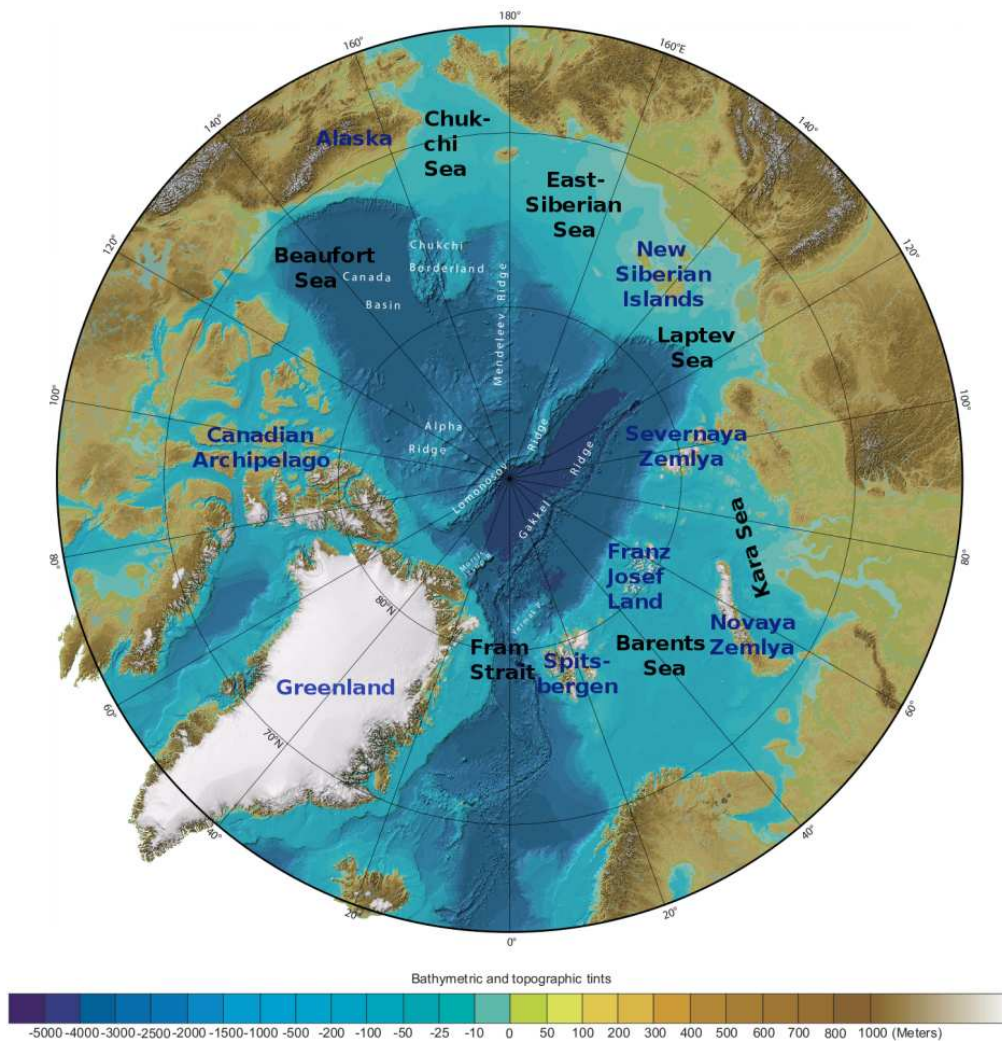 180°
160°
160°E
140°
140°
Alaska
Chuk-
chi
Sea
East-
Siberian
Sea
120°
120°
Beaufort
Sea
Canada
Basin
Chukchi
Borderland
Mendeleev Ridge
New
Siberian
Islands
Laptev
Sea
100°
100°
Canadian
Archipelago
Alpha
Ridge
Lomonosov
Ridge
Gakkel
Ridge
Severnaya
Zemlya
Kara Sea
80°
80°
Franz
Josef
Land
Novaya
Zemlya
80°N
Fram
Strait
Spits-
bergen
Barents
Sea
Greenland
70°N
60°
60°
40°
40°
20°
20°
0°
Bathymetric and topographic tints
-5000 -4000 -3000 -2500 -2000 -1500 -1000 -500 -200 -100 -50 -25 -10 0 50 100 200 300 400 500 600 700 800 1000 (Meters)